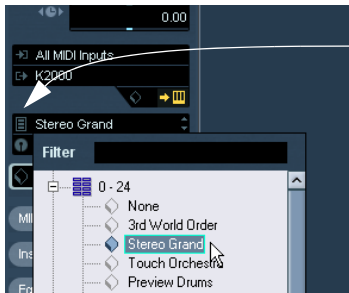 0.00
All MIDI Inputs
K2000
Stereo Grand
Filter
0 - 24
None
3rd World Order
Stereo Grand
Touch Orchestra
Preview Drums